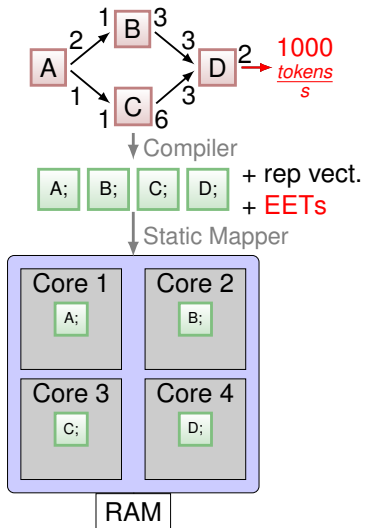 1 B 3
2 3 2 1000
A D tokens
1 3 s
1 C 6
Compiler
A; B; C; D; + rep vect.
+ EETs
Static Mapper
Core 1 Core 2
A; B;
Core 3 Core 4
C; D;
RAM